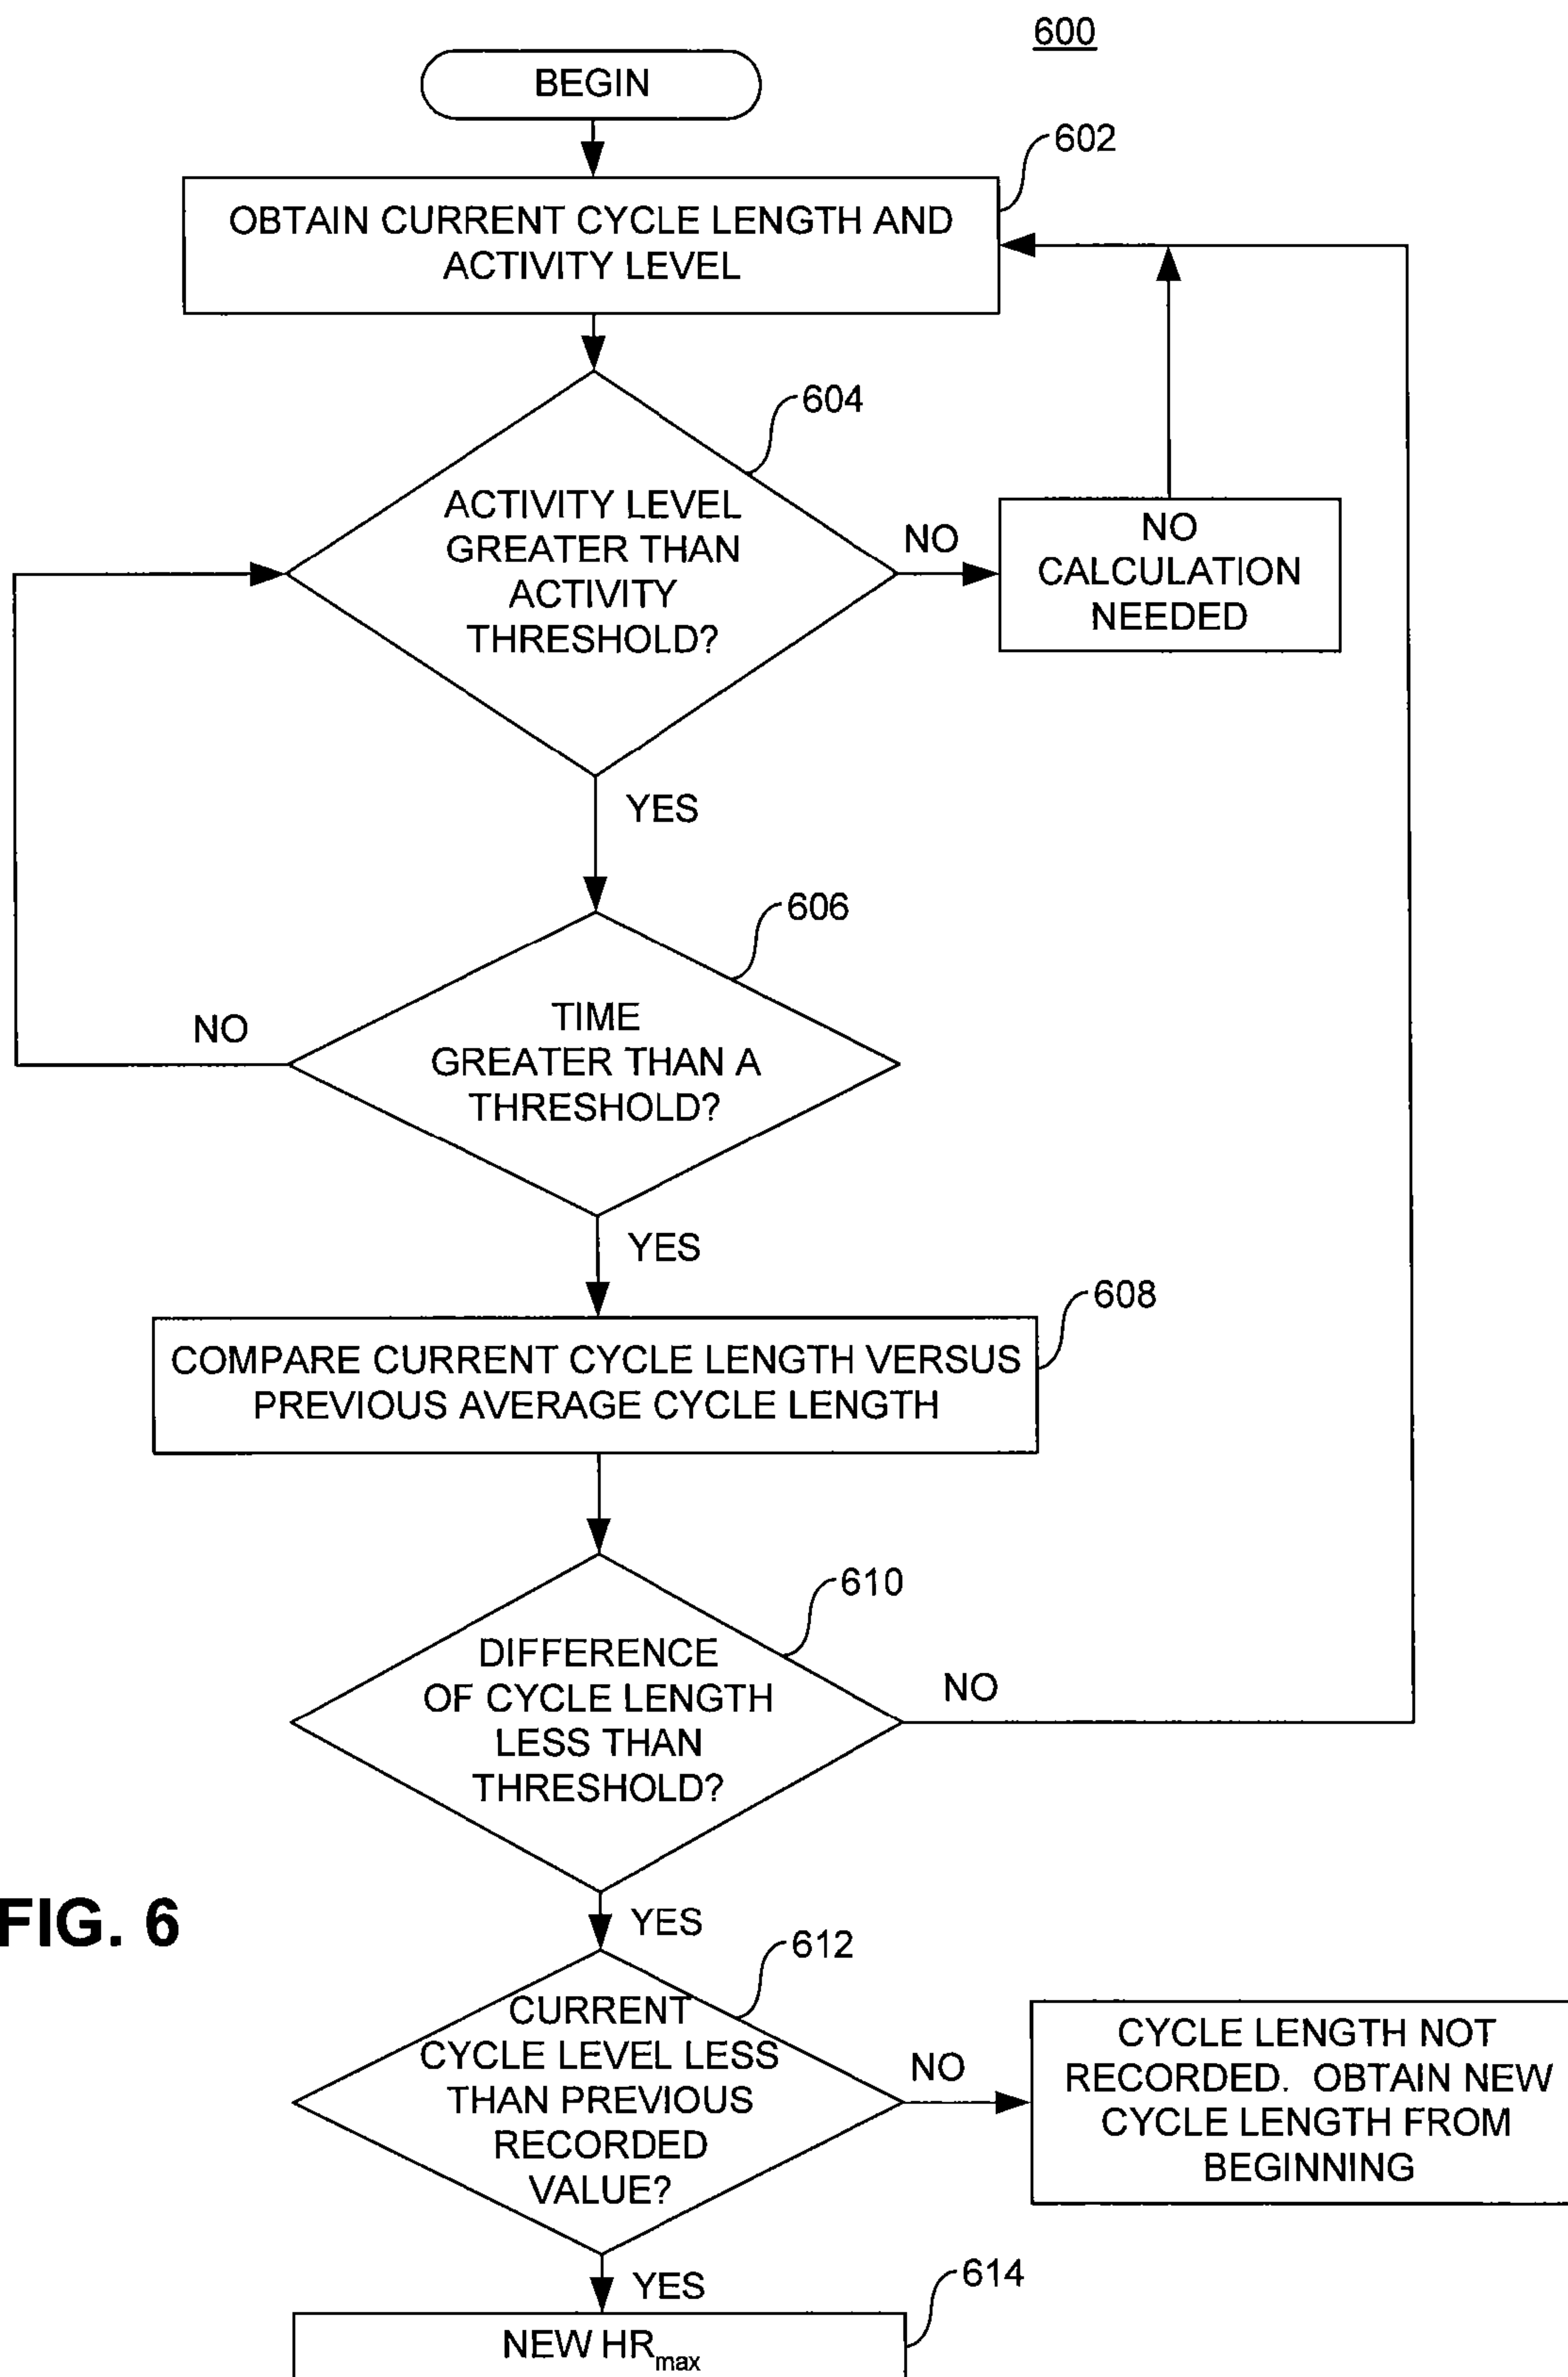 600
BEGIN
602
OBTAIN CURRENT CYCLE LENGTH AND
ACTIVITY LEVEL
604
ACTIVITY LEVEL
GREATER THAN
ACTIVITY
THRESHOLD?
NO
NO
CALCULATION
NEEDED
YES
606
TIME
GREATER THAN A
THRESHOLD?
NO
YES
608
COMPARE CURRENT CYCLE LENGTH VERSUS
PREVIOUS AVERAGE CYCLE LENGTH
610
DIFFERENCE
OF CYCLE LENGTH
LESS THAN
THRESHOLD?
NO
FIG. 6
YES
612
CURRENT
CYCLE LEVEL LESS
THAN PREVIOUS
RECORDED
VALUE?
NO
CYCLE LENGTH NOT
RECORDED. OBTAIN NEW
CYCLE LENGTH FROM
BEGINNING
YES
614
NEW HRmax